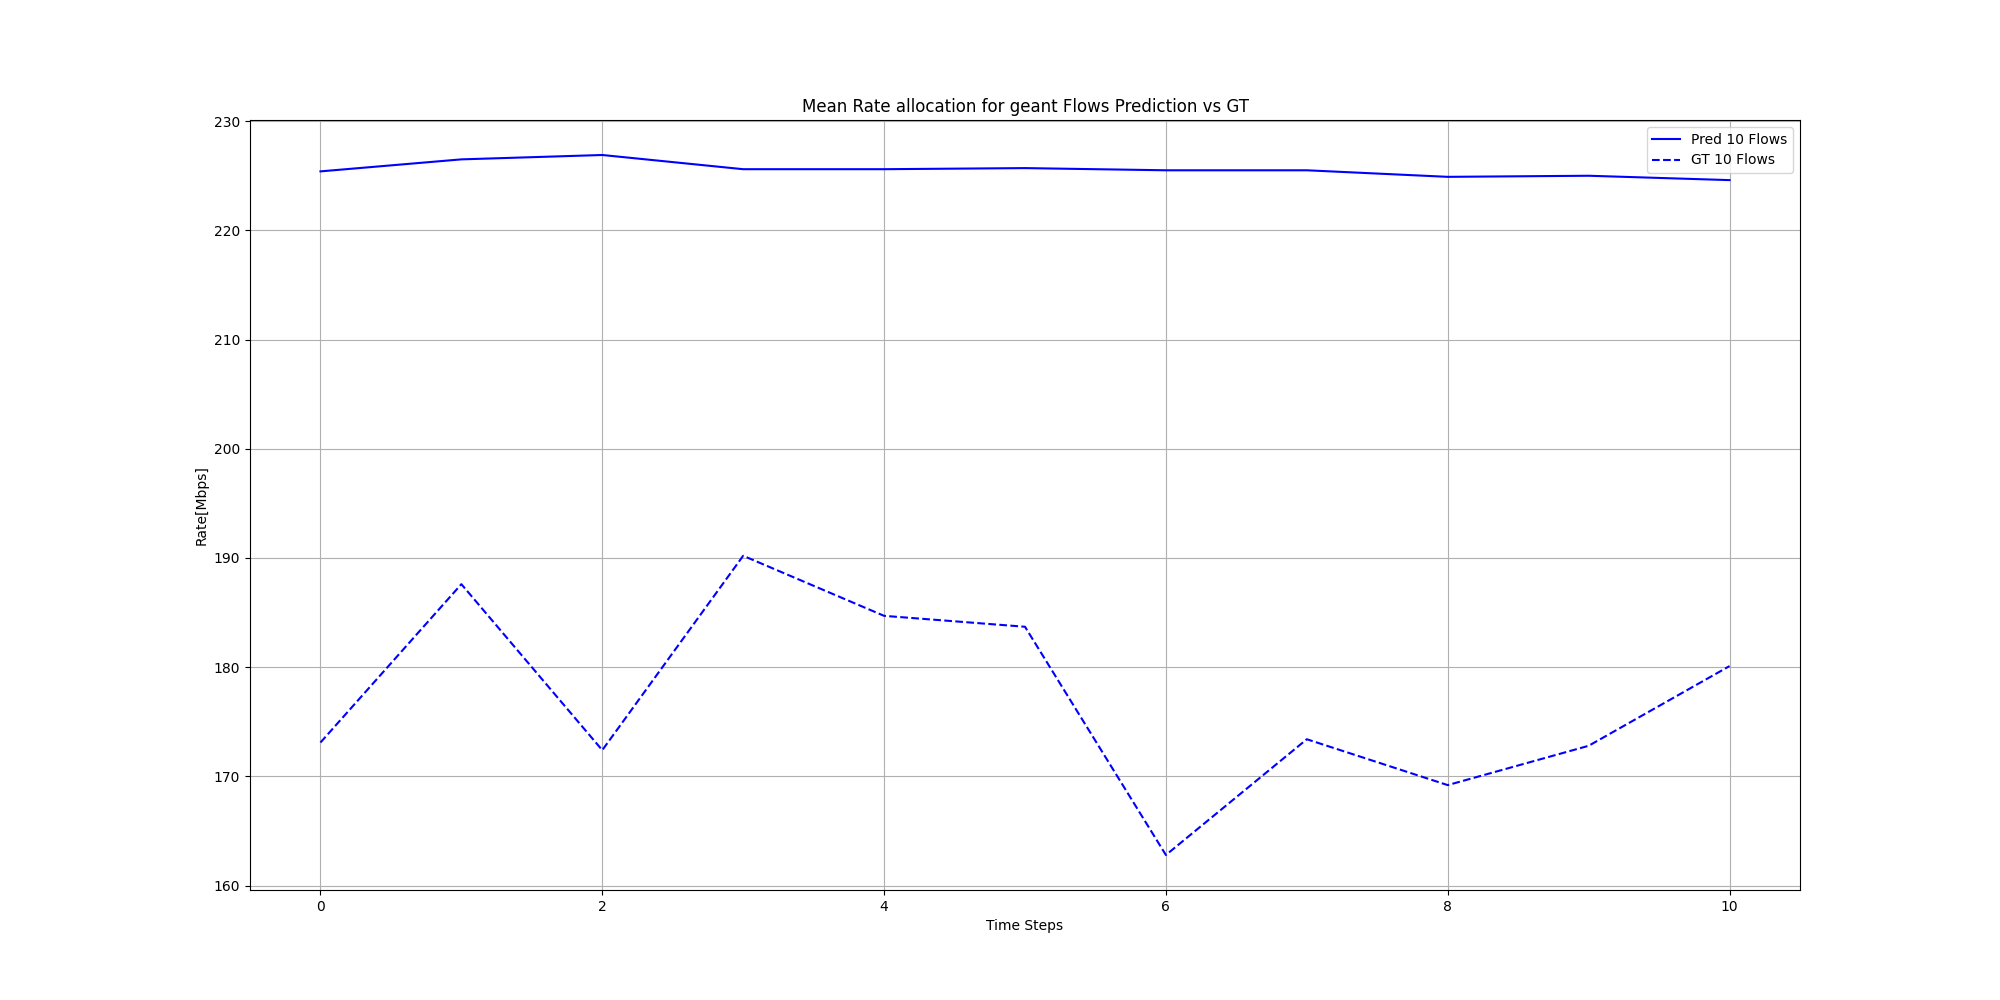 Mean Rate allocation for geant Flows Prediction vs GT
230
220
210
200
190
180
170
160
Rate[Mbps]
Pred 10 Flows
GT 10 Flows
0 2 4 6 8 10
Time Steps